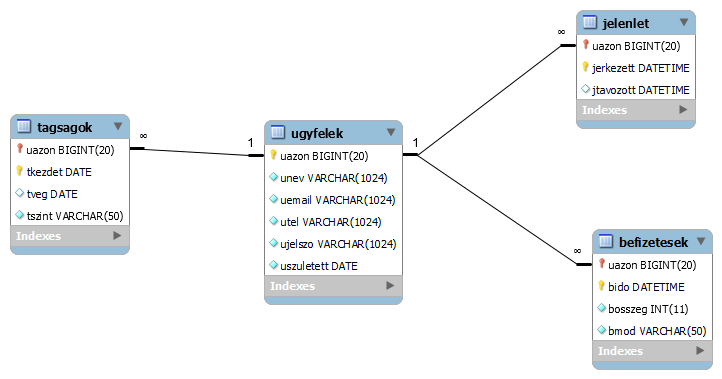 tagsagok
uazon BIGINT(20)
tkezdet DATE
tveg DATE
tszint VARCHAR(50)
Indexes
∞
1
ugyfelek
uazon BIGINT(20)
unev VARCHAR(1024)
uemail VARCHAR(1024)
utel VARCHAR(1024)
ujelszo VARCHAR(1024)
uszuletett DATE
Indexes
1
∞
jelenlet
uazon BIGINT(20)
jerkezett DATETIME
jtavozott DATETIME
Indexes
∞
befizetesek
uazon BIGINT(20)
bido DATETIME
bosszeg INT(11)
bmod VARCHAR(50)
Indexes